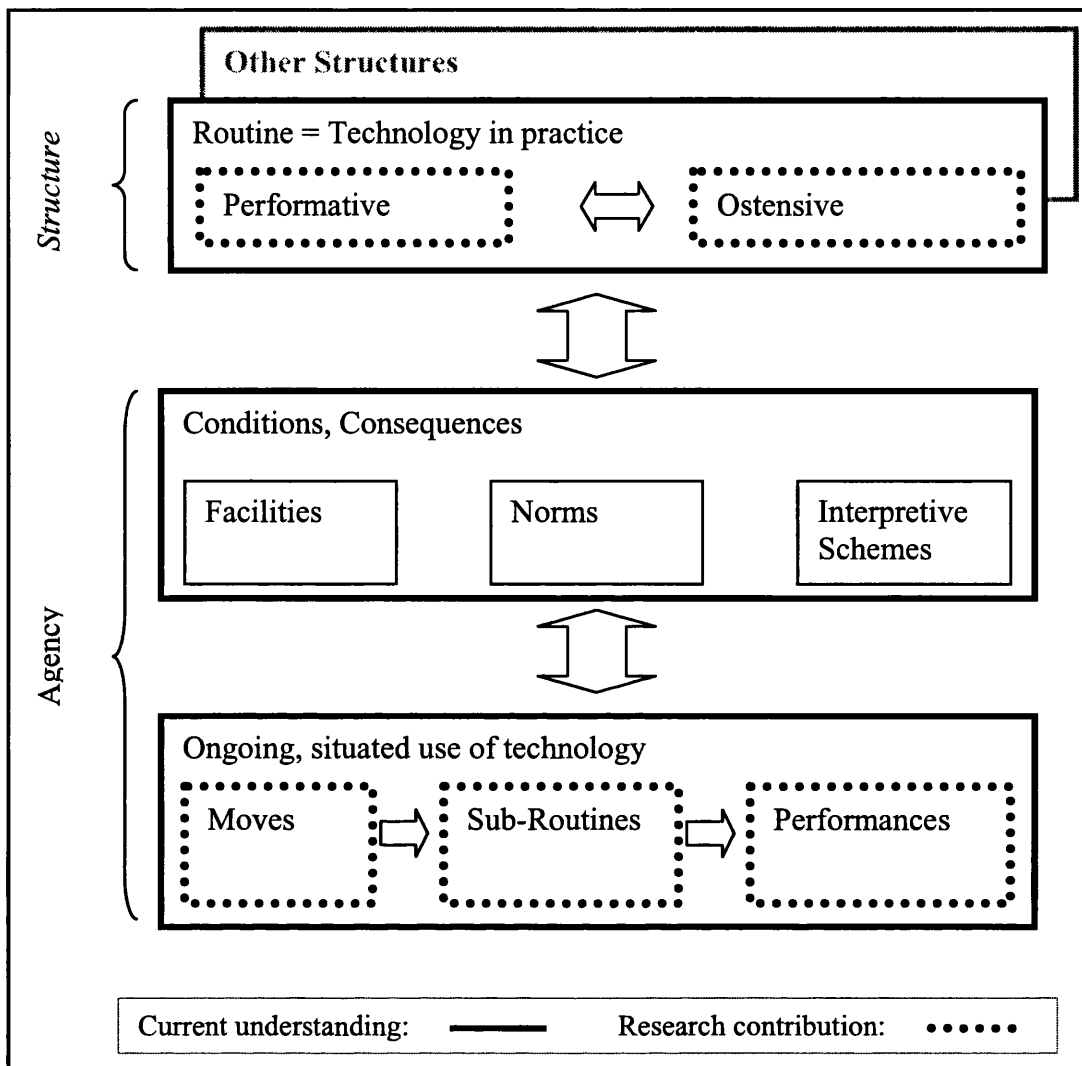 Other Structures
Structure
Routine = Technology in practice
Performative
Ostensive
Agency
Conditions, Consequences
Facilities
Norms
Interpretive
Schemes
Ongoing, situated use of technology
Moves
Sub-Routines
Performances
Current understanding:
Research contribution: